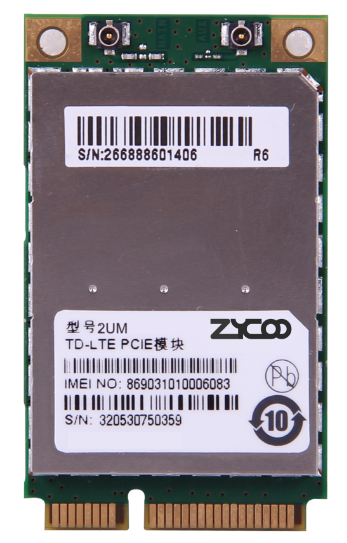 S/N:266888601406 R6
型号2UM ZYCOO
TD-LTE PCIE模块
IMEI NO: 869031010006083 Pb
S/N: 320530750359 10